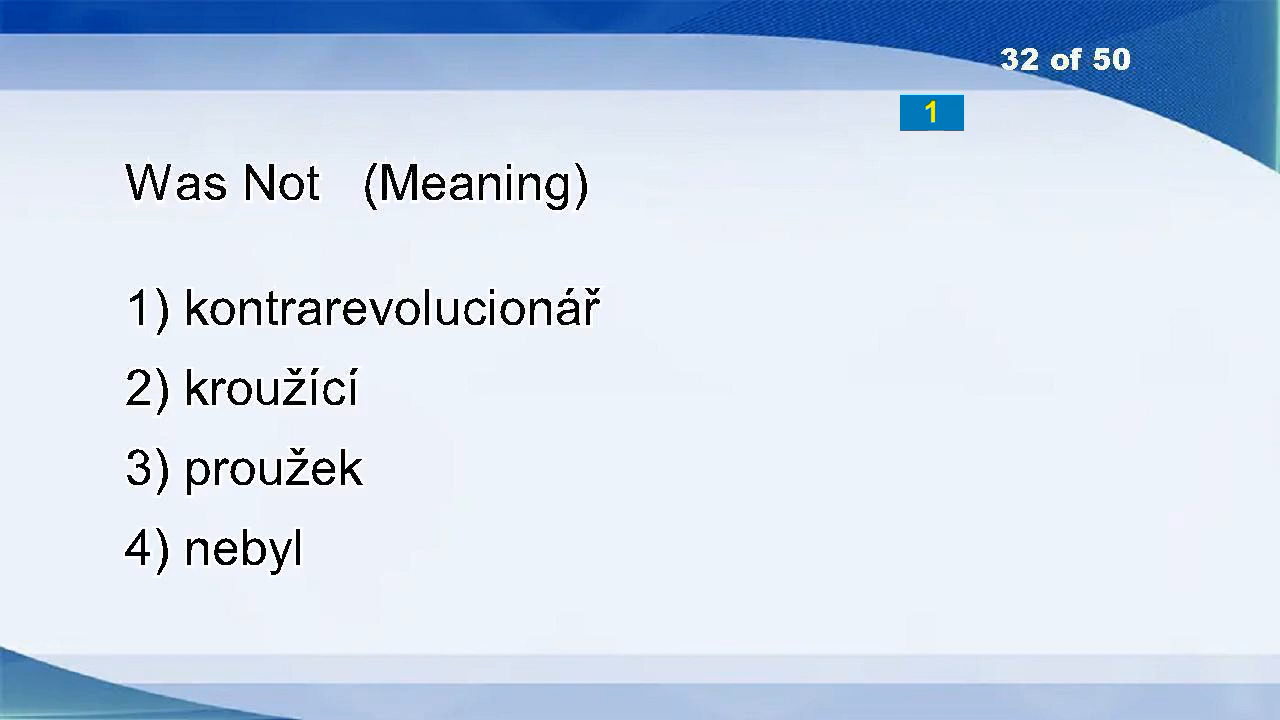 32 of 50
1
Was Not (Meaning)
1) kontrarevolucionář
2) kroužící
3) proužek
4) nebyl